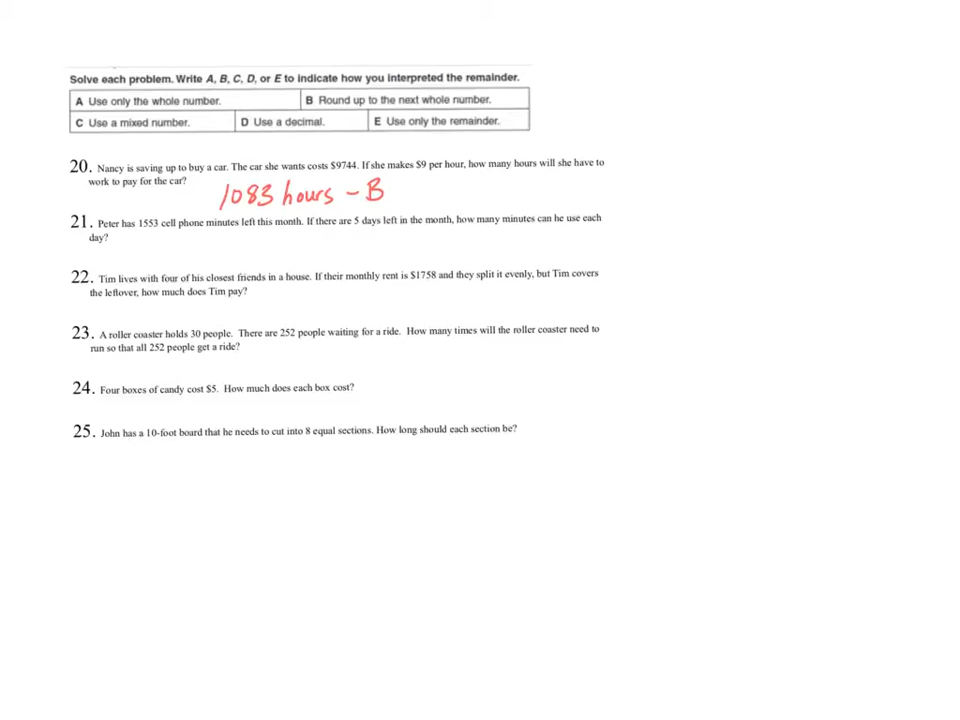 Solve each problem. Write A, B, C, D, or E to indicate how you interpreted the remainder.
A Use only the whole number.
B Round up to the next whole number.
C Use a mixed number.
D Use a decimal.
E Use only the remainder.
20. Nancy is saving up to buy a car. The car she wants costs $9744. If she makes $9 per hour, how many hours will she have to
work to pay for the car?
1083 hours - B
21. Peter has 1553 cell phone minutes left this month. If there are 5 days left in the month, how many minutes can he use each
day?
22. Tim lives with four of his closest friends in a house. If their monthly rent is $1758 and they split it evenly, but Tim covers
the leftover, how much does Tim pay?
23. A roller coaster holds 30 people. There are 252 people waiting for a ride. How many times will the roller coaster need to
run so that all 252 people get a ride?
24. Four boxes of candy cost $5. How much does each box cost?
25. John has a 10-foot board that he needs to cut into 8 equal sections. How long should each section be?